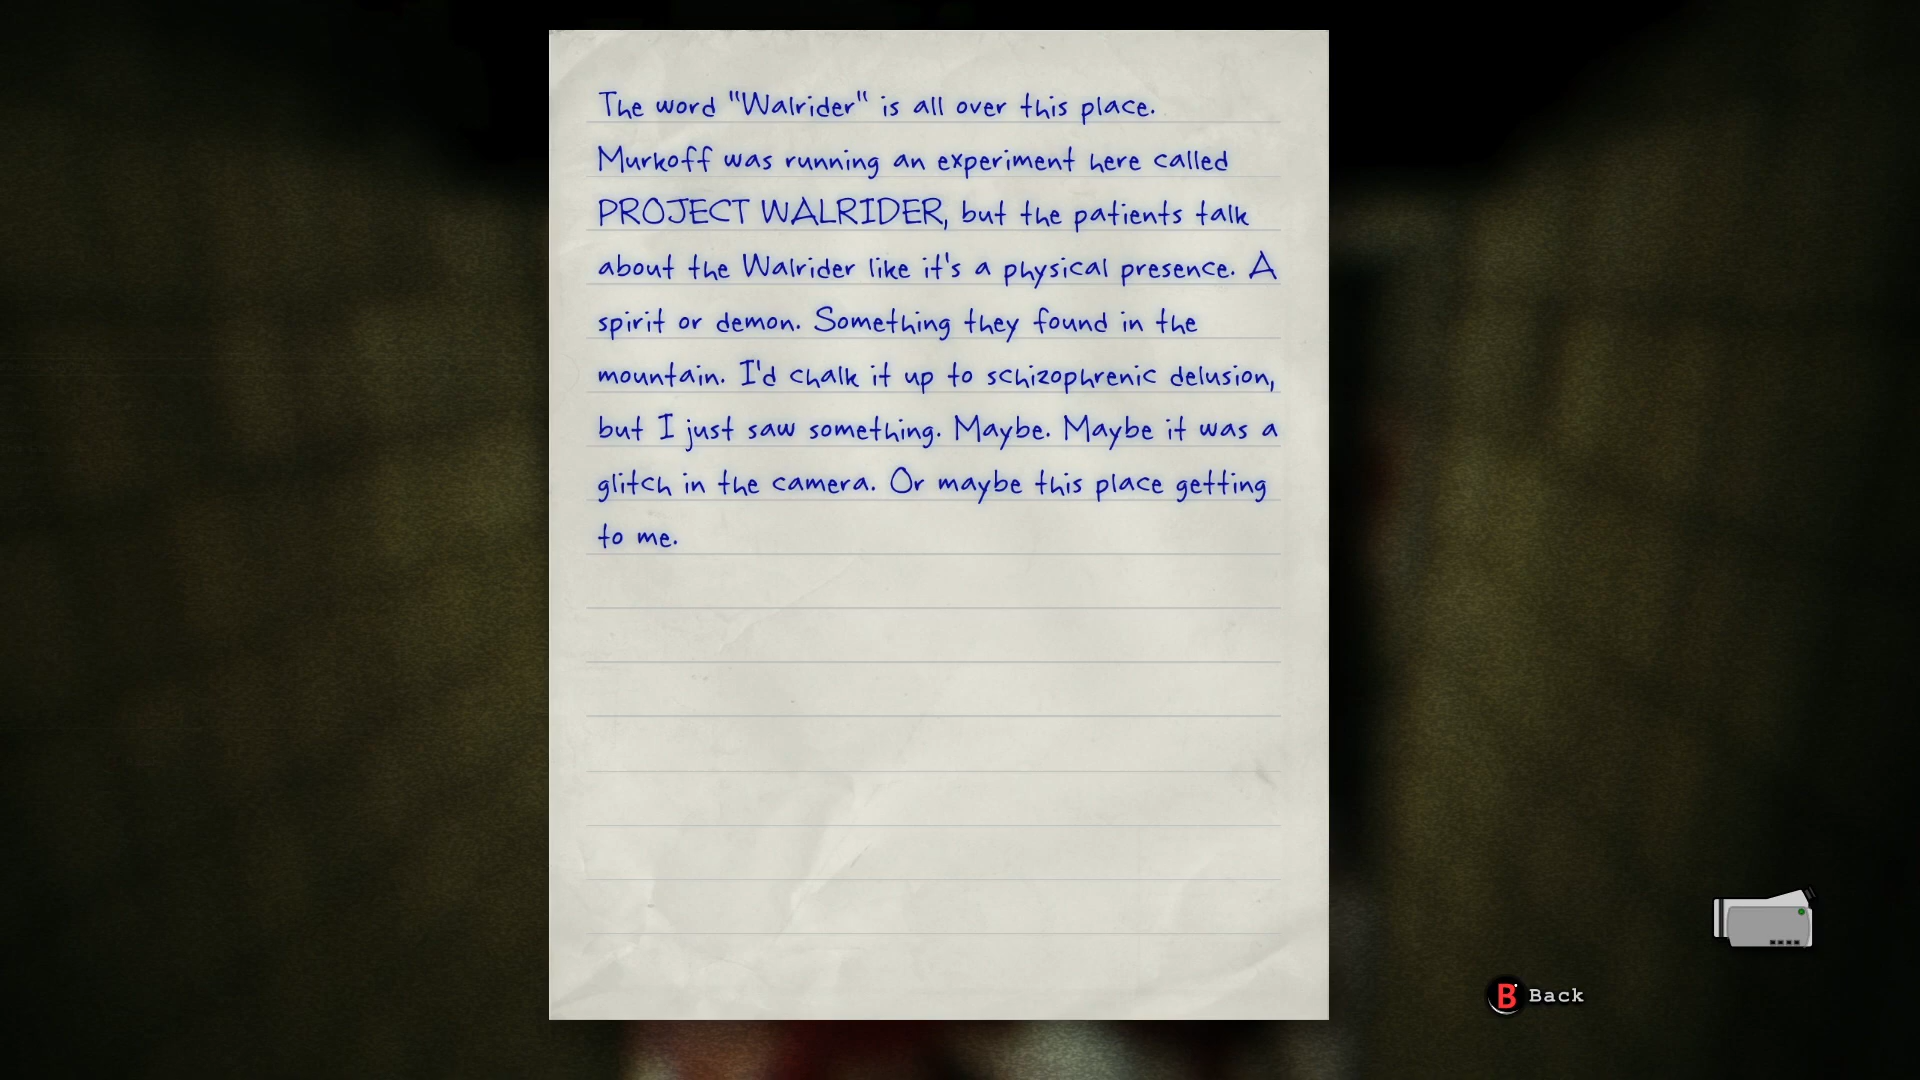 The word "Walrider" is all over this place.
Murkoff was running an experiment here called
PROJECT WALRIDER, but the patients talk
about the Walrider like it's a physical presence. A
spirit or demon. Something they found in the
mountain. I'd chalk it up to schizophrenic delusion,
but I just saw something. Maybe. Maybe it was a
glitch in the camera. Or maybe this place getting
to me.
B Back